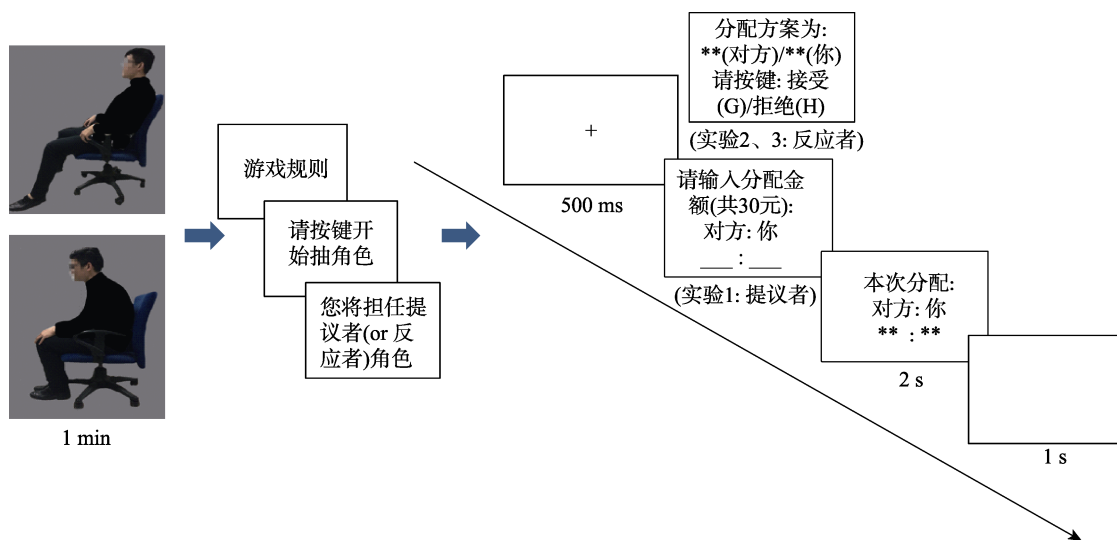 1 min
游戏规则
请按键开
始抽角色
您将担任提
议者(or 反
应者)角色
+
500 ms
分配方案为:
**(对方)/**(你)
请按键: 接受
(G)/拒绝(H)
(实验2、3: 反应者)
请输入分配金
额(共30元):
对方: 你
___ : ___
(实验1: 提议者)
本次分配:
对方: 你
** : **
2 s
1 s